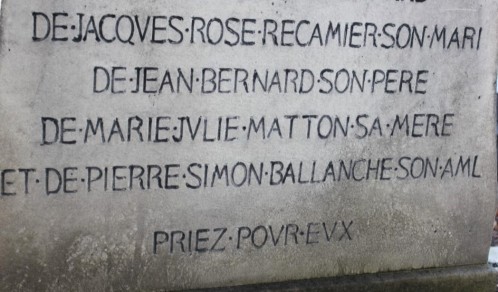 DE·JACQVES·ROSE·RECAMIER·SON·MARI
DE·JEAN·BERNARD·SON·PERE
DE·MARIE·JVLIE·MATTON·SA·MERE
ET·DE·PIERRE·SIMON·BALLANCHE·SON·AMI
PRIEZ·POVR·EVX